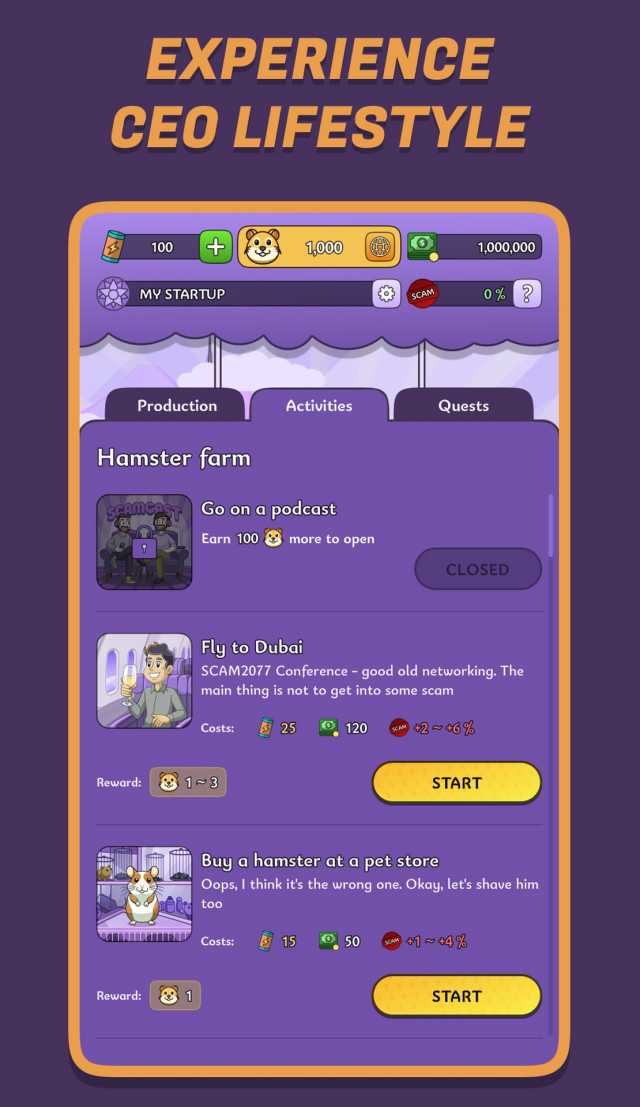 EXPERIENCE
CEO LIFESTYLE
100
1,000
1,000,000
MY STARTUP
SCAM
0 %
?
Production
Activities
Quests
Hamster farm
SCAMCAST
Go on a podcast
Earn 100 more to open
CLOSED
Fly to Dubai
SCAM2077 Conference - good old networking. The
main thing is not to get into some scam
Costs: 25 120 SCAM +2 ~ +6 %
Reward: 1 ~ 3
START
Buy a hamster at a pet store
Oops, I think it's the wrong one. Okay, let's shave him
too
Costs: 15 50 SCAM +1 ~ +4 %
Reward: 1
START